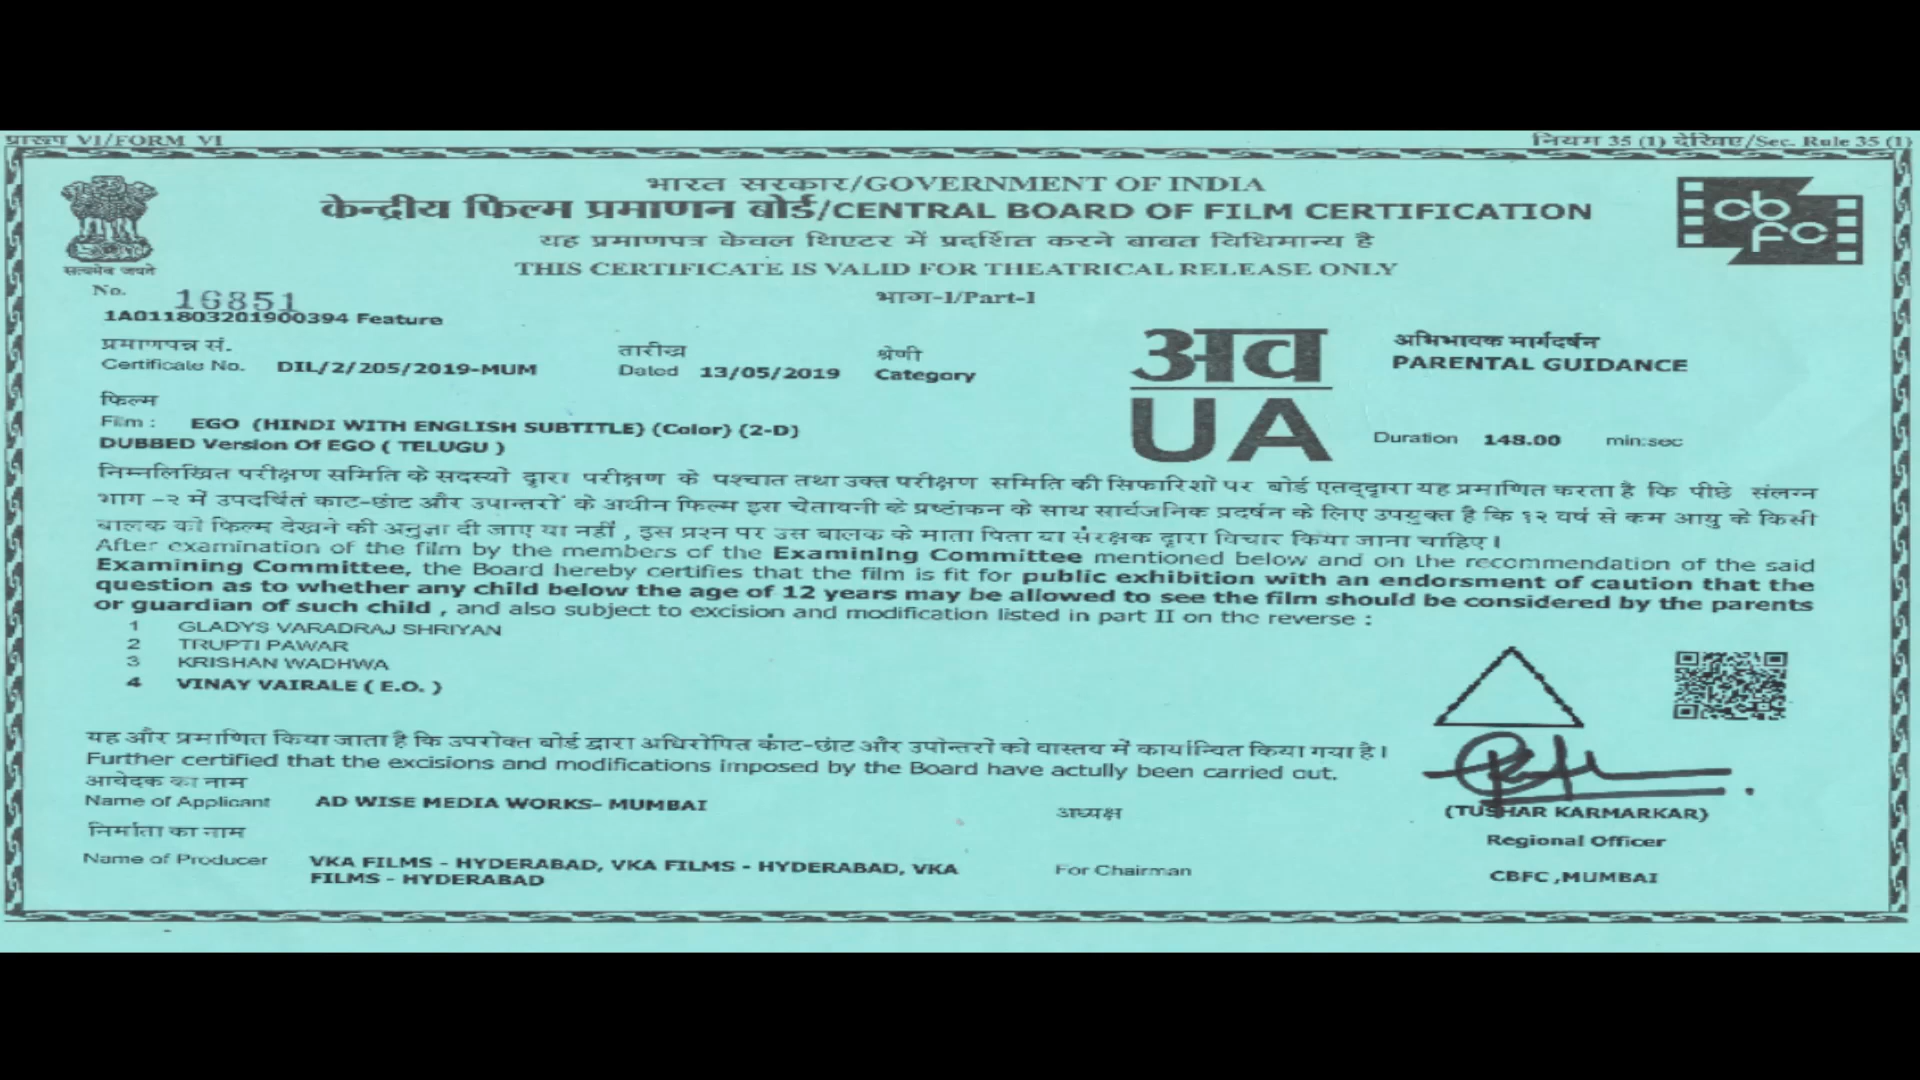 प्रारूप VI/FORM VI
नियम 35 (1) देखिए/Sec. Rule 35 (1)
भारत सरकार/GOVERNMENT OF INDIA
केन्द्रीय फिल्म प्रमाणन बोर्ड/CENTRAL BOARD OF FILM CERTIFICATION
cbfc
यह प्रमाणपत्र केवल थिएटर में प्रदर्शित करने बावत विधिमान्य है
सत्यमेव जयते
THIS CERTIFICATE IS VALID FOR THEATRICAL RELEASE ONLY
No. 16851
भाग-1/Part-1
1A011803201900394 Feature
प्रमाणपत्र सं.
Certificate No. DIL/2/205/2019-MUM
तारीख
Dated 13/05/2019
श्रेणी
Category
अव
UA
अभिभावक मार्गदर्शन
PARENTAL GUIDANCE
फिल्म
Film : EGO (HINDI WITH ENGLISH SUBTITLE) (Color) (2-D)
DUBBED Version Of EGO ( TELUGU )
Duration 148.00 min:sec
निम्नलिखित परीक्षण समिति के सदस्यों द्वारा परीक्षण के पश्चात तथा उक्त परीक्षण समिति की सिफारिशों पर बोर्ड एतद्द्वारा यह प्रमाणित करता है कि पीछे संलग्न
भाग -२ में उपदर्षित काट-छांट और उपान्तरों के अधीन फिल्म इस चेतावनी के प्रष्टांकन के साथ सार्वजनिक प्रदर्षन के लिए उपयुक्त है कि १२ वर्ष से कम आयु के किसी
बालक को फिल्म देखने की अनुज्ञा दी जाए या नहीं , इस प्रश्न पर उस बालक के माता पिता या संरक्षक द्वारा विचार किया जाना चाहिए।
After examination of the film by the members of the Examining Committee mentioned below and on the recommendation of the said
Examining Committee, the Board hereby certifies that the film is fit for public exhibition with an endorsment of caution that the
question as to whether any child below the age of 12 years may be allowed to see the film should be considered by the parents
or guardian of such child , and also subject to excision and modification listed in part II on the reverse :
1 GLADYS VARADRAJ SHRIYAN
2 TRUPTI PAWAR
3 KRISHAN WADHWA
4 VINAY VAIRALE ( E.O. )
यह और प्रमाणित किया जाता है कि उपरोक्त बोर्ड द्वारा अधिरोपित कांट-छांट और उपांन्तरों को वास्तव में कार्यान्वित किया गया है।
Further certified that the excisions and modifications imposed by the Board have actully been carried out.
आवेदक का नाम
Name of Applicant AD WISE MEDIA WORKS- MUMBAI
अध्यक्ष
(TUSHAR KARMARKAR)
निर्माता का नाम
Regional Officer
Name of Producer VKA FILMS - HYDERABAD, VKA FILMS - HYDERABAD, VKA
FILMS - HYDERABAD
For Chairman
CBFC ,MUMBAI